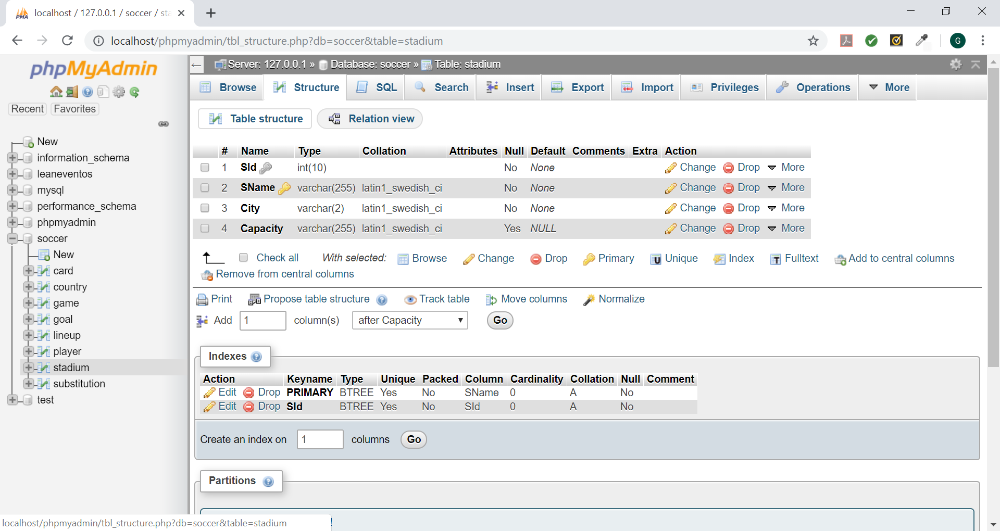 localhost / 127.0.0.1 / soccer / sta
localhost/phpmyadmin/tbl_structure.php?db=soccer&table=stadium
G
phpMyAdmin
Recent Favorites
New
information_schema
leaneventos
mysql
performance_schema
phpmyadmin
soccer
New
card
country
game
goal
lineup
player
stadium
substitution
test
Server: 127.0.0.1 » Database: soccer » Table: stadium
Browse Structure SQL Search Insert Export Import Privileges Operations More
Table structure Relation view
# Name Type Collation Attributes Null Default Comments Extra Action
1 SId int(10) No None Change Drop More
2 SName varchar(255) latin1_swedish_ci No None Change Drop More
3 City varchar(2) latin1_swedish_ci No None Change Drop More
4 Capacity varchar(255) latin1_swedish_ci Yes NULL Change Drop More
Check all With selected: Browse Change Drop Primary Unique Index Fulltext Add to central columns
Remove from central columns
Print Propose table structure Track table Move columns Normalize
Add 1 column(s) after Capacity Go
Indexes
Action Keyname Type Unique Packed Column Cardinality Collation Null Comment
Edit Drop PRIMARY BTREE Yes No SName 0 A No
Edit Drop SId BTREE Yes No SId 0 A No
Create an index on 1 columns Go
Partitions
localhost/phpmyadmin/tbl_structure.php?db=soccer&table=stadium